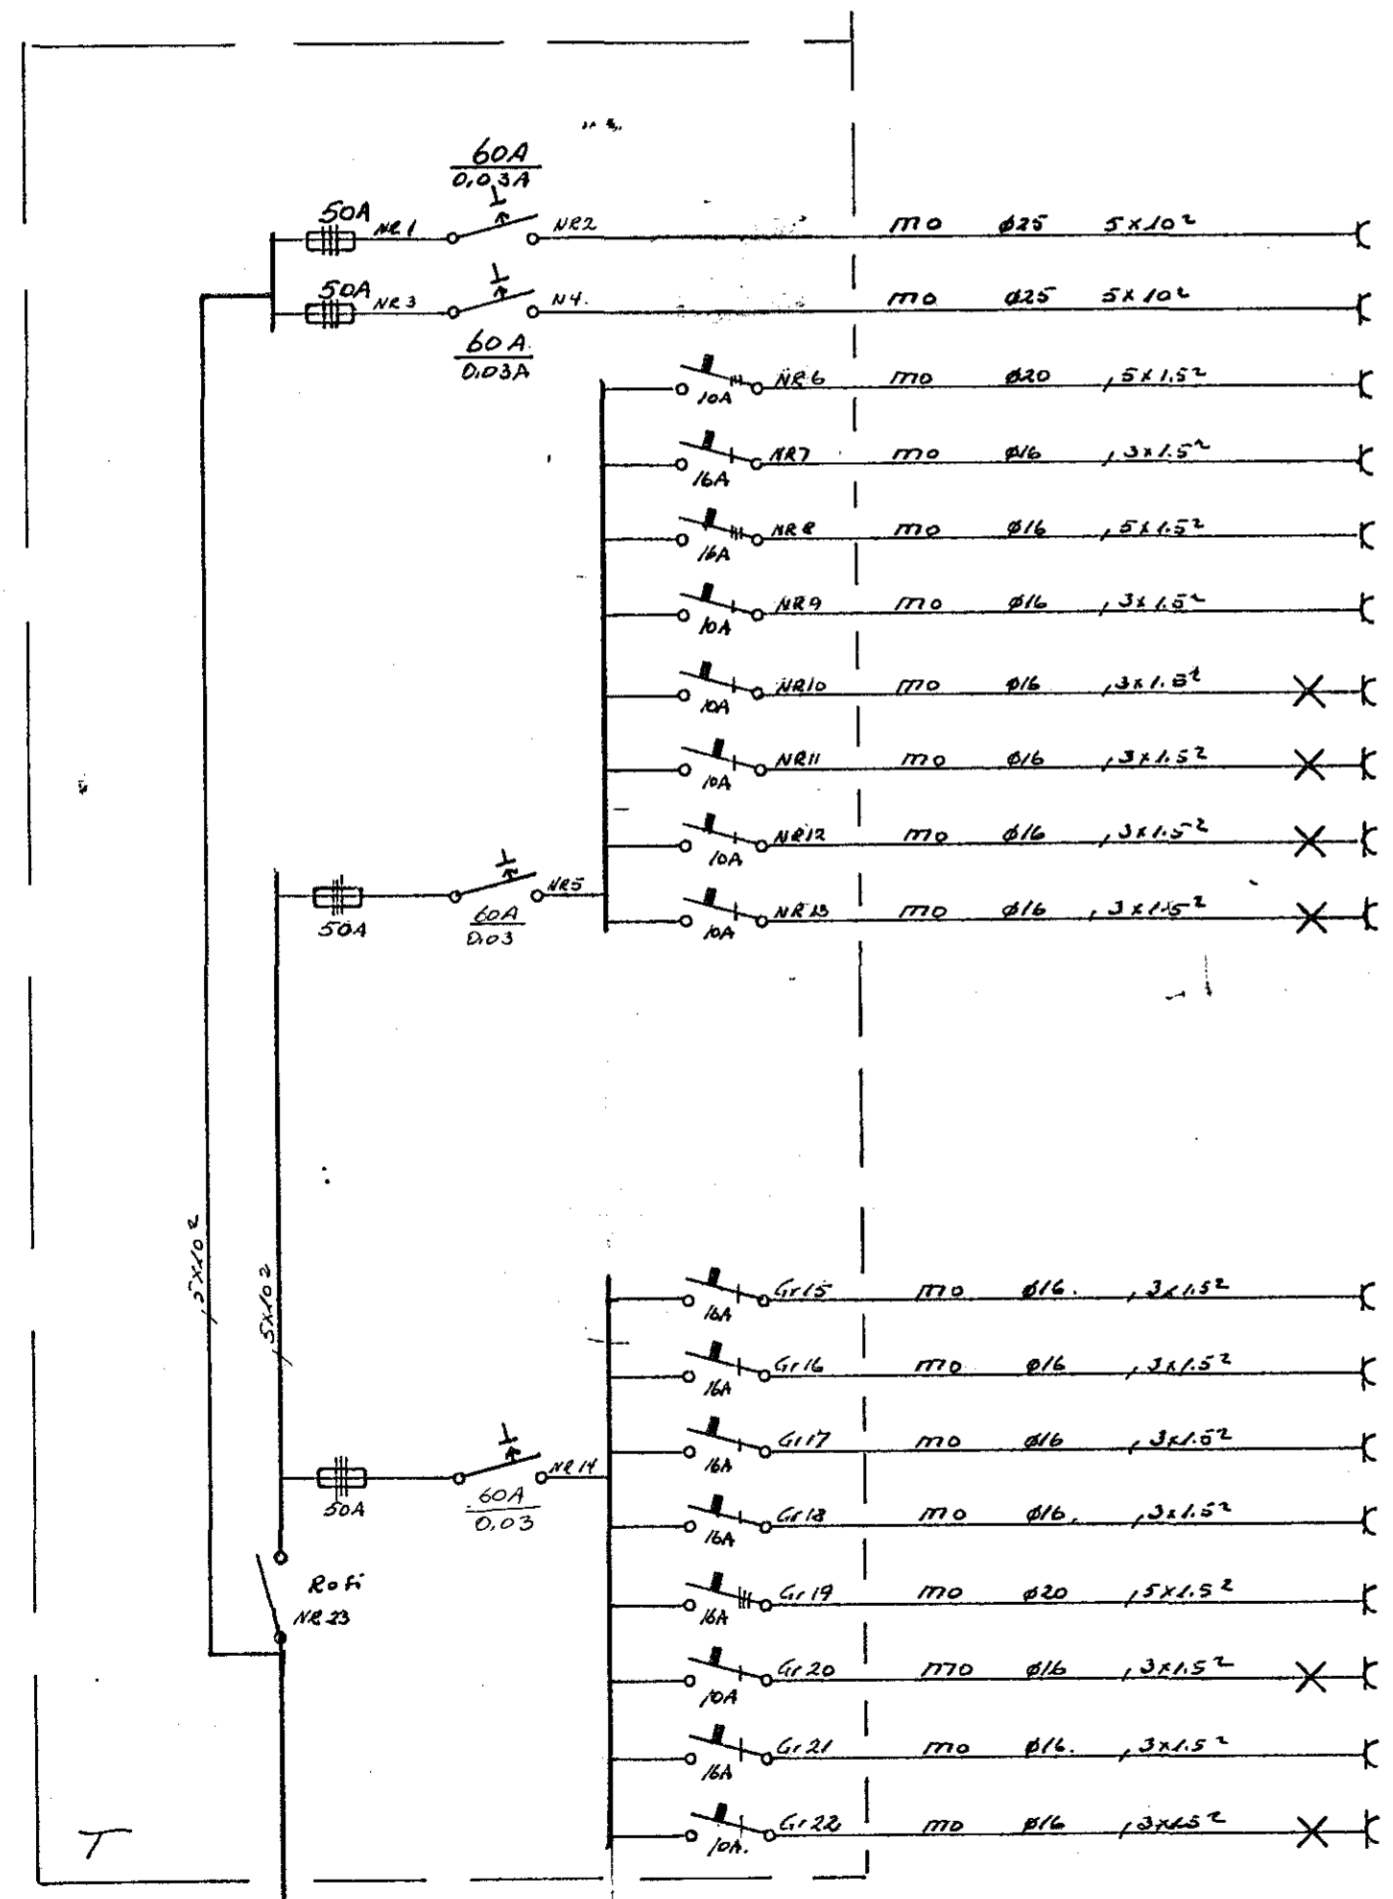 60A
0,03A
50A NR1 NR2 mo ø25 5x10²
50A NR3 N4. mo ø25 5x10²
60A.
0.03A
10A NR6 mo ø20 ,5x1.5²
16A NR7 mo ø16 ,3x1.5²
16A NR8 mo ø16 ,5x1.5²
10A NR9 mo ø16 ,3x1.5²
10A NR10 mo ø16 ,3x1.5²
10A NR11 mo ø16 ,3x1.5²
10A NR12 mo ø16 ,3x1.5²
50A 60A
0.03 NR5
10A NR13 mo ø16 ,3x1.5²
,5x10²
,5x10²
16A Gr15 mo ø16. ,3x1.5²
16A Gr16 mo ø16 ,3x1.5²
16A Gr17 mo ø16 ,3x1.5²
50A 60A
0,03 NR14
16A Gr18 mo ø16. ,3x1.5²
Rofi
NR23
16A Gr19 mo ø20 ,5x1.5²
10A Gr20 mo ø16 ,3x1.5²
16A Gr21 mo ø16. ,3x1.5²
10A. Gr22 mo ø16 ,3x1.5²
T